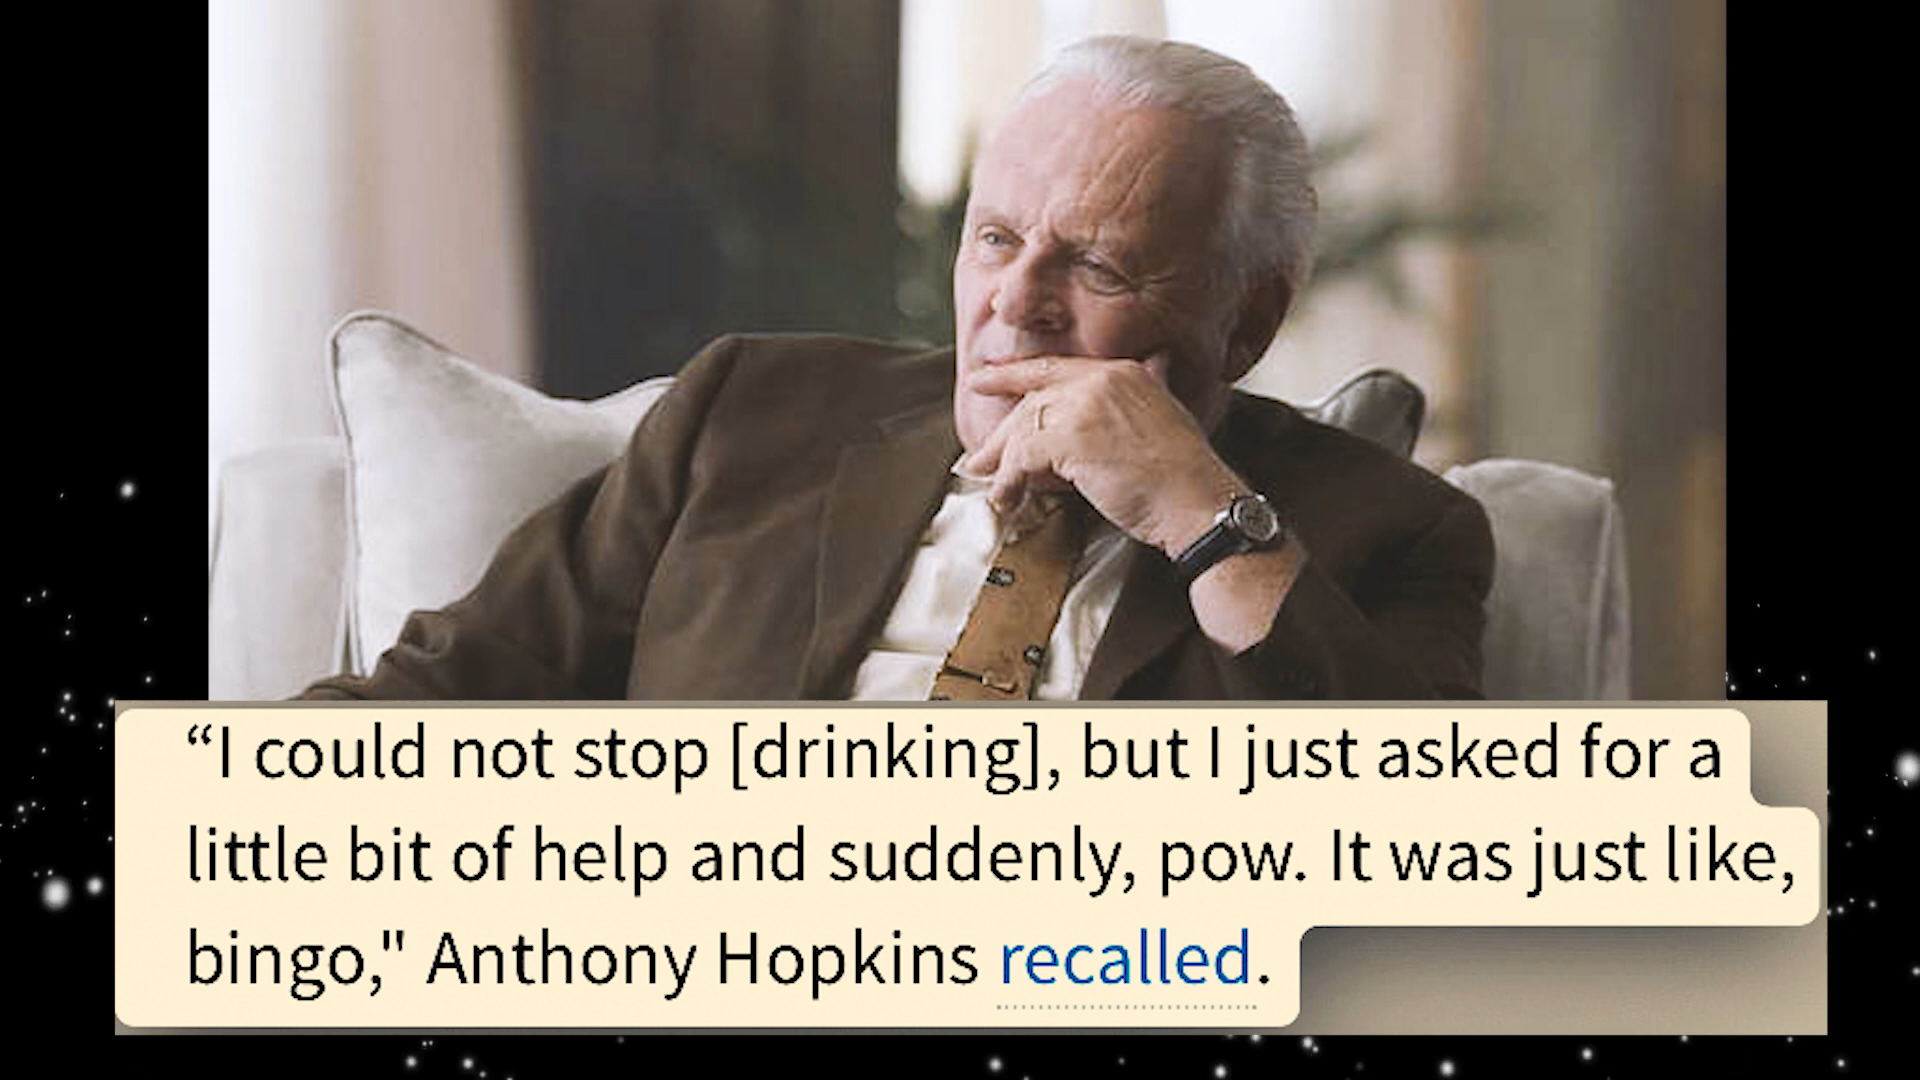 “I could not stop [drinking], but I just asked for a
little bit of help and suddenly, pow. It was just like,
bingo," Anthony Hopkins recalled.